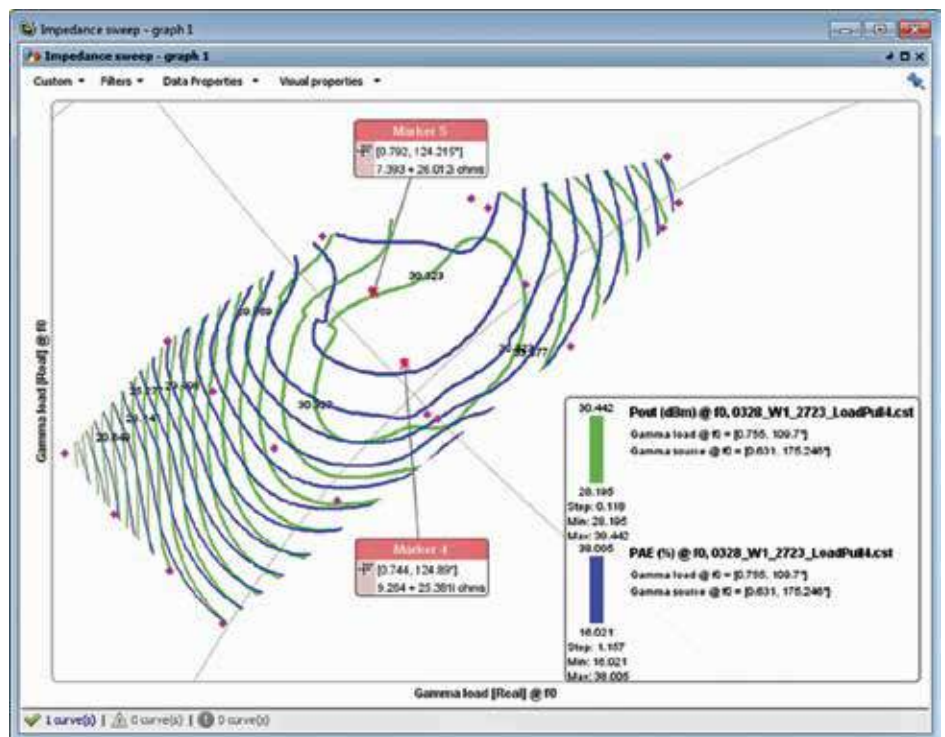 Impedance sweep - graph 1
Impedance sweep - graph 1
Custom Filters Data Properties Visual properties
Marker 5
[0.792, 124.215°]
7.393 + 26.012i ohms
30.323
30.323
Marker 4
[0.744, 124.89°]
9.264 + 25.361i ohms
Gamma load [Real] @ f0
30.442
28.195
Step: 0.118
Min: 28.195
Max: 30.442
Pout (dBm) @ f0, 0328_W1_2723_LoadPull4.cst
Gamma load @ f0 = [0.755, 109.7°]
Gamma source @ f0 = [0.631, 175.246°]
38.005
16.021
Step: 1.157
Min: 16.021
Max: 38.005
PAE (%) @ f0, 0328_W1_2723_LoadPull4.cst
Gamma load @ f0 = [0.755, 109.7°]
Gamma source @ f0 = [0.631, 175.246°]
Gamma load [Real] @ f0
1 curve(s) | 0 curve(s) | 0 curve(s)